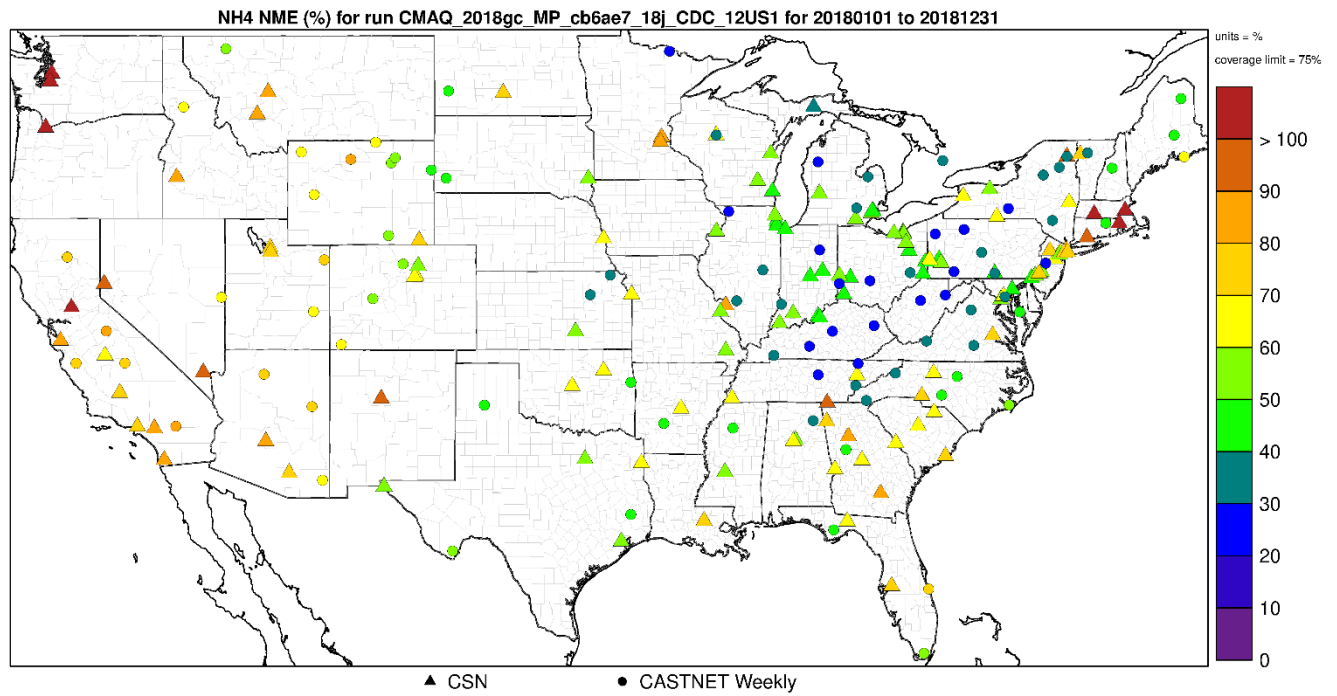 NH4 NME (%) for run CMAQ_2018gc_MP_cb6ae7_18j_CDC_12US1 for 20180101 to 20181231
units = %
coverage limit = 75%
> 100
90
80
70
60
50
40
30
20
10
0
CSN
CASTNET Weekly